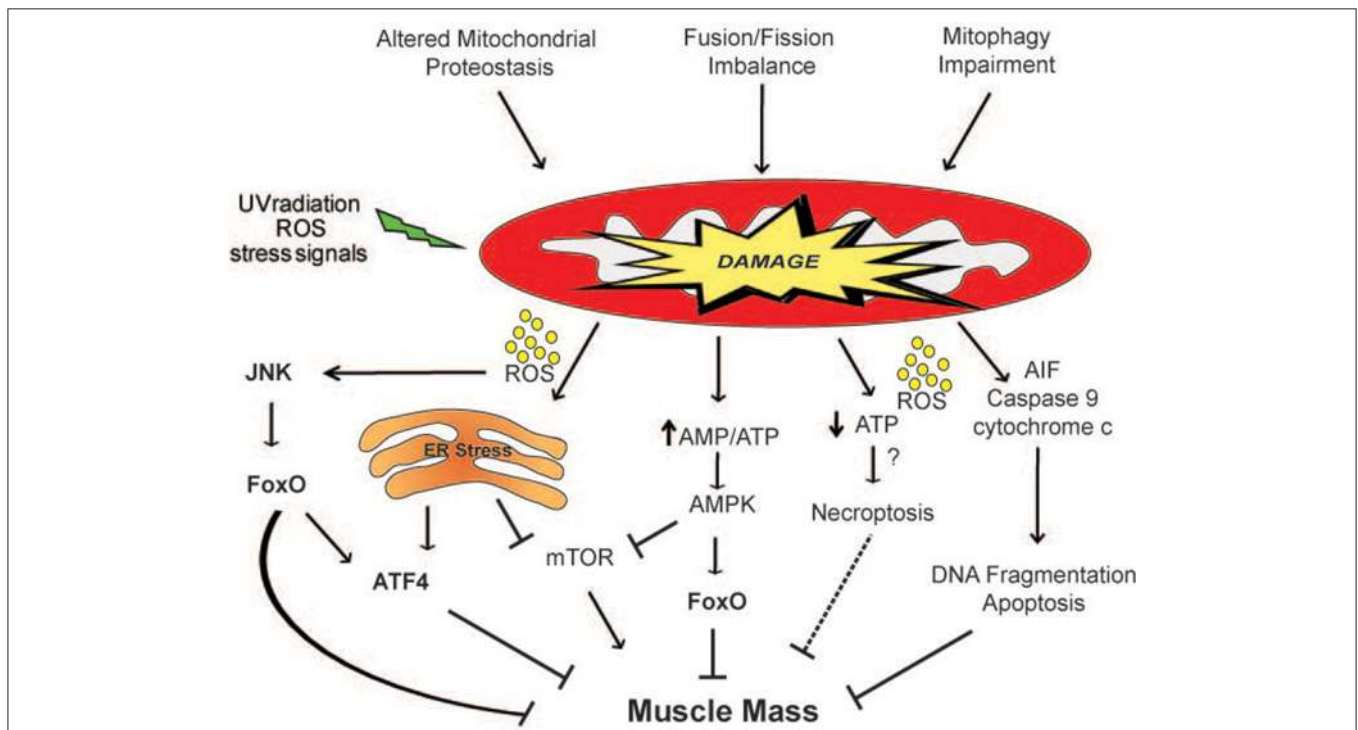 Altered Mitochondrial
Proteostasis
Fusion/Fission
Imbalance
Mitophagy
Impairment
UVradiation
ROS
stress signals
DAMAGE
JNK
ROS
ROS
AIF
Caspase 9
cytochrome c
ER Stress
AMP/ATP
ATP
?
FoxO
AMPK
Necroptosis
mTOR
ATF4
FoxO
DNA Fragmentation
Apoptosis
Muscle Mass